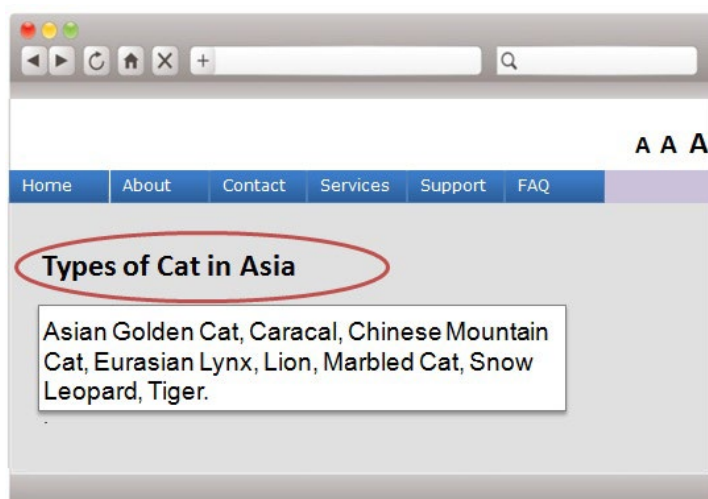 A A A
Home About Contact Services Support FAQ
Types of Cat in Asia
Asian Golden Cat, Caracal, Chinese Mountain
Cat, Eurasian Lynx, Lion, Marbled Cat, Snow
Leopard, Tiger.
.